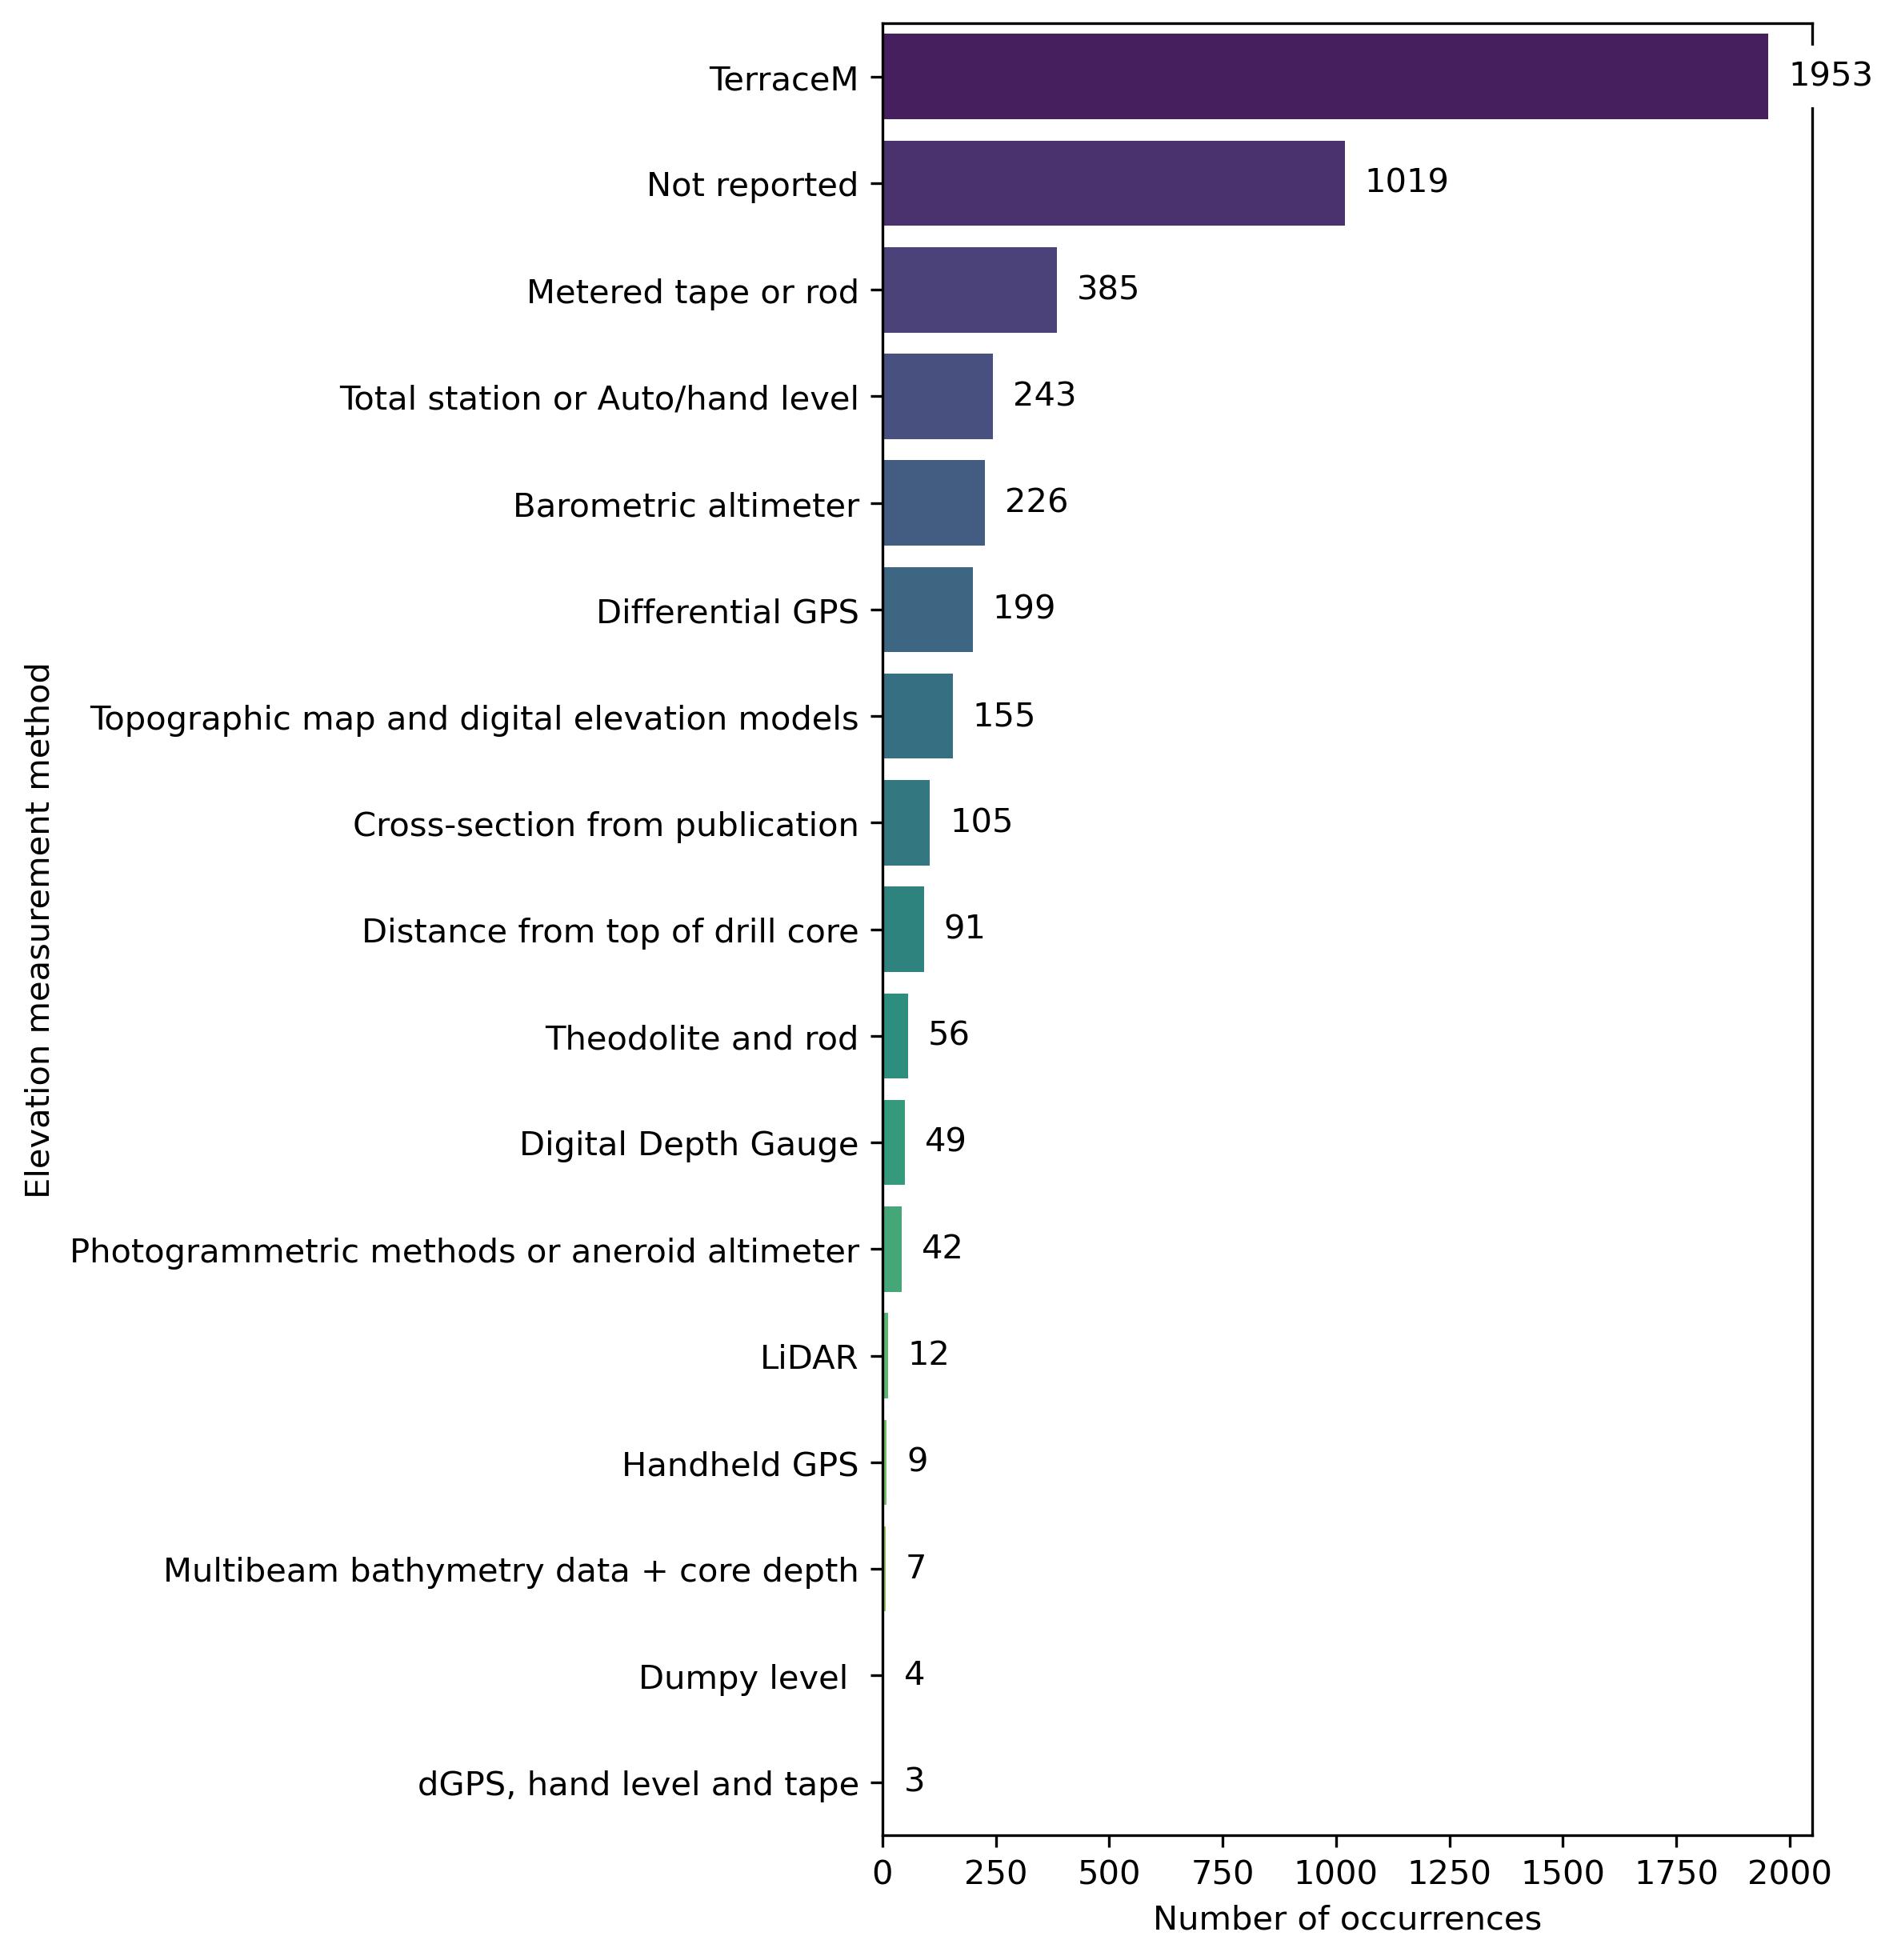 TerraceM 1953
Not reported 1019
Metered tape or rod 385
Total station or Auto/hand level 243
Barometric altimeter 226
Differential GPS 199
Topographic map and digital elevation models 155
Cross-section from publication 105
Distance from top of drill core 91
Theodolite and rod 56
Digital Depth Gauge 49
Photogrammetric methods or aneroid altimeter 42
LiDAR 12
Handheld GPS 9
Multibeam bathymetry data + core depth 7
Dumpy level 4
dGPS, hand level and tape 3
0 250 500 750 1000 1250 1500 1750 2000
Number of occurrences
Elevation measurement method